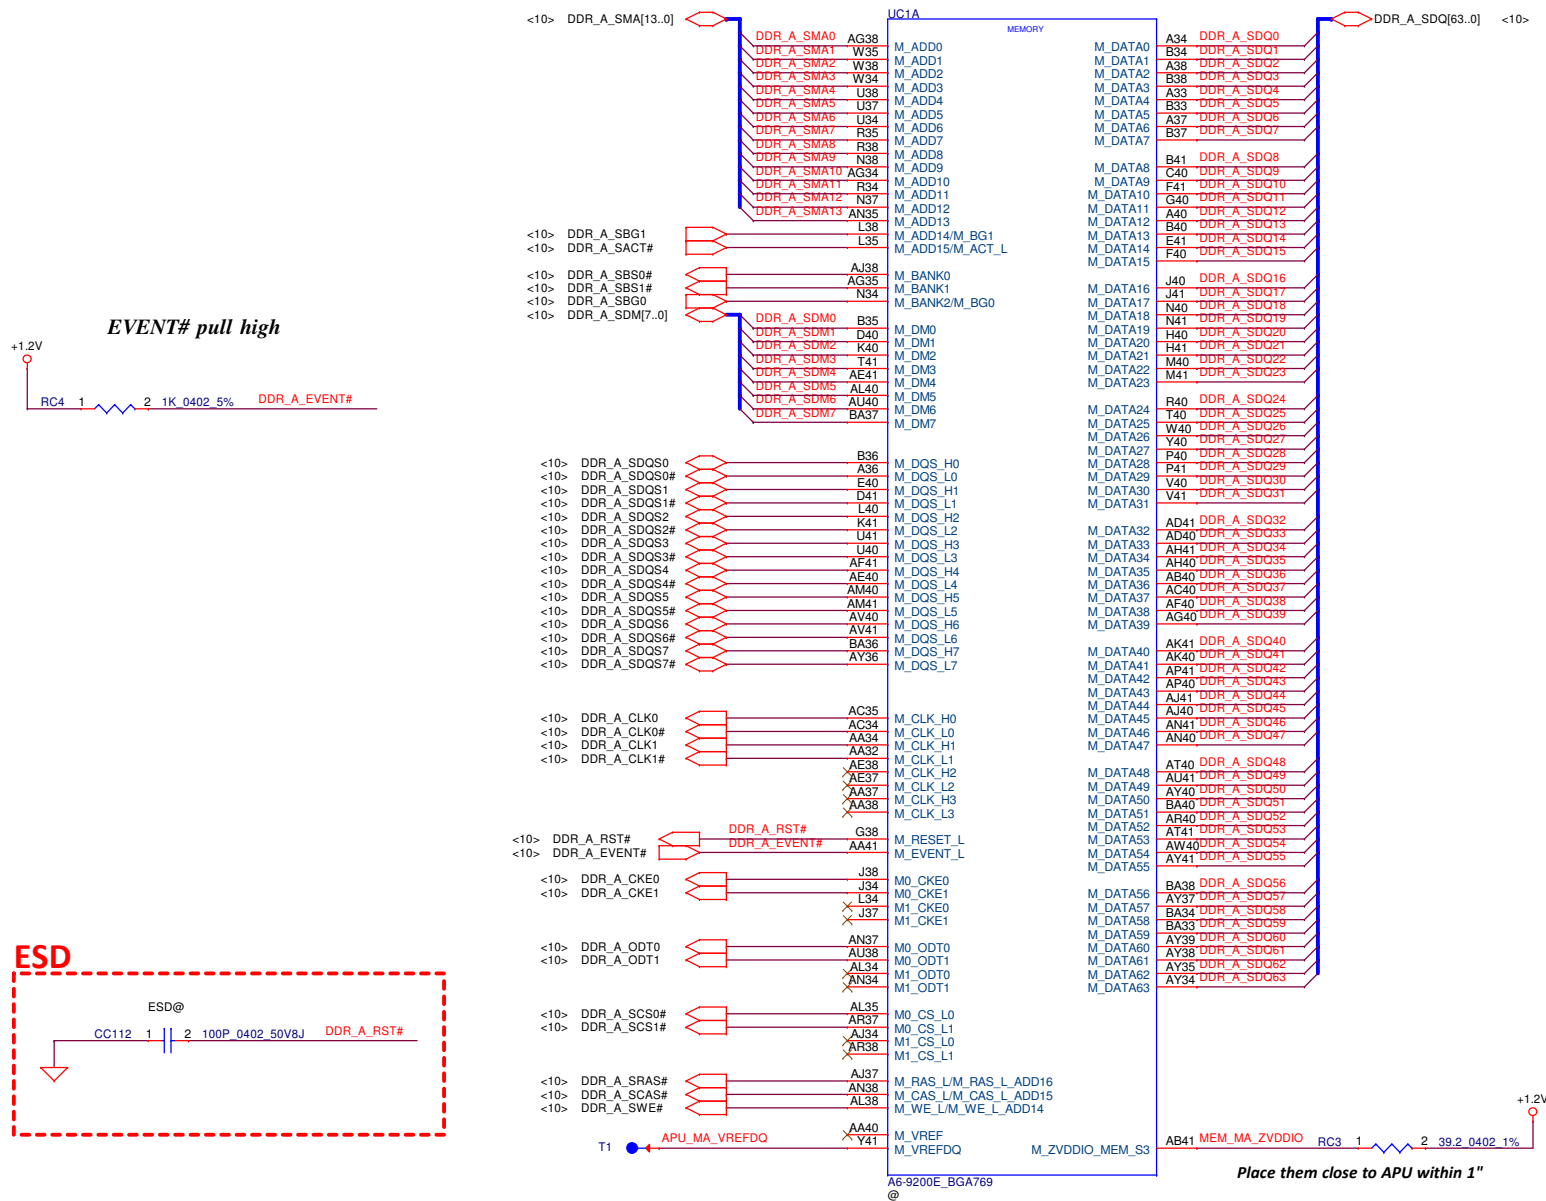 UC1A
<10> DDR_A_SMA[13..0]
DDR_A_SDQ[63..0] <10>
MEMORY
DDR_A_SMA0 AG38 M_ADD0
DDR_A_SMA1 W35 M_ADD1
DDR_A_SMA2 W38 M_ADD2
DDR_A_SMA3 W34 M_ADD3
DDR_A_SMA4 U38 M_ADD4
DDR_A_SMA5 U37 M_ADD5
DDR_A_SMA6 U34 M_ADD6
DDR_A_SMA7 R35 M_ADD7
DDR_A_SMA8 R38 M_ADD8
DDR_A_SMA9 N38 M_ADD9
DDR_A_SMA10 AG34 M_ADD10
DDR_A_SMA11 R34 M_ADD11
DDR_A_SMA12 N37 M_ADD12
DDR_A_SMA13 AN35 M_ADD13
<10> DDR_A_SBG1 L38 M_ADD14/M_BG1
<10> DDR_A_SACT# L35 M_ADD15/M_ACT_L
<10> DDR_A_SBS0# AJ38 M_BANK0
<10> DDR_A_SBS1# AG35 M_BANK1
<10> DDR_A_SBG0 N34 M_BANK2/M_BG0
<10> DDR_A_SDM[7..0]
DDR_A_SDM0 B35 M_DM0
DDR_A_SDM1 D40 M_DM1
DDR_A_SDM2 K40 M_DM2
DDR_A_SDM3 T41 M_DM3
DDR_A_SDM4 AE41 M_DM4
DDR_A_SDM5 AL40 M_DM5
DDR_A_SDM6 AU40 M_DM6
DDR_A_SDM7 BA37 M_DM7
<10> DDR_A_SDQS0 B36 M_DQS_H0
<10> DDR_A_SDQS0# A36 M_DQS_L0
<10> DDR_A_SDQS1 E40 M_DQS_H1
<10> DDR_A_SDQS1# D41 M_DQS_L1
<10> DDR_A_SDQS2 L40 M_DQS_H2
<10> DDR_A_SDQS2# K41 M_DQS_L2
<10> DDR_A_SDQS3 U41 M_DQS_H3
<10> DDR_A_SDQS3# U40 M_DQS_L3
<10> DDR_A_SDQS4 AF41 M_DQS_H4
<10> DDR_A_SDQS4# AE40 M_DQS_L4
<10> DDR_A_SDQS5 AM40 M_DQS_H5
<10> DDR_A_SDQS5# AM41 M_DQS_L5
<10> DDR_A_SDQS6 AV40 M_DQS_H6
<10> DDR_A_SDQS6# AV41 M_DQS_L6
<10> DDR_A_SDQS7 BA36 M_DQS_H7
<10> DDR_A_SDQS7# AY36 M_DQS_L7
<10> DDR_A_CLK0 AC35 M_CLK_H0
<10> DDR_A_CLK0# AC34 M_CLK_L0
<10> DDR_A_CLK1 AA34 M_CLK_H1
<10> DDR_A_CLK1# AA32 M_CLK_L1
AE38 M_CLK_H2
AE37 M_CLK_L2
AA37 M_CLK_H3
AA38 M_CLK_L3
<10> DDR_A_RST# DDR_A_RST# G38 M_RESET_L
<10> DDR_A_EVENT# DDR_A_EVENT# AA41 M_EVENT_L
<10> DDR_A_CKE0 J38 M0_CKE0
<10> DDR_A_CKE1 J34 M0_CKE1
L34 M1_CKE0
J37 M1_CKE1
<10> DDR_A_ODT0 AN37 M0_ODT0
<10> DDR_A_ODT1 AU38 M0_ODT1
AL34 M1_ODT0
AN34 M1_ODT1
<10> DDR_A_SCS0# AL35 M0_CS_L0
<10> DDR_A_SCS1# AR37 M0_CS_L1
AJ34 M1_CS_L0
AR38 M1_CS_L1
<10> DDR_A_SRAS# AJ37 M_RAS_L/M_RAS_L_ADD16
<10> DDR_A_SCAS# AN38 M_CAS_L/M_CAS_L_ADD15
<10> DDR_A_SWE# AL38 M_WE_L/M_WE_L_ADD14
AA40 M_VREF
T1 APU_MA_VREFDQ Y41 M_VREFDQ
M_DATA0 A34 DDR_A_SDQ0
M_DATA1 B34 DDR_A_SDQ1
M_DATA2 A38 DDR_A_SDQ2
M_DATA3 B38 DDR_A_SDQ3
M_DATA4 A33 DDR_A_SDQ4
M_DATA5 B33 DDR_A_SDQ5
M_DATA6 A37 DDR_A_SDQ6
M_DATA7 B37 DDR_A_SDQ7
M_DATA8 B41 DDR_A_SDQ8
M_DATA9 C40 DDR_A_SDQ9
M_DATA10 F41 DDR_A_SDQ10
M_DATA11 G40 DDR_A_SDQ11
M_DATA12 A40 DDR_A_SDQ12
M_DATA13 B40 DDR_A_SDQ13
M_DATA14 E41 DDR_A_SDQ14
M_DATA15 F40 DDR_A_SDQ15
M_DATA16 J40 DDR_A_SDQ16
M_DATA17 J41 DDR_A_SDQ17
M_DATA18 N40 DDR_A_SDQ18
M_DATA19 N41 DDR_A_SDQ19
M_DATA20 H40 DDR_A_SDQ20
M_DATA21 H41 DDR_A_SDQ21
M_DATA22 M40 DDR_A_SDQ22
M_DATA23 M41 DDR_A_SDQ23
M_DATA24 R40 DDR_A_SDQ24
M_DATA25 T40 DDR_A_SDQ25
M_DATA26 W40 DDR_A_SDQ26
M_DATA27 Y40 DDR_A_SDQ27
M_DATA28 P40 DDR_A_SDQ28
M_DATA29 P41 DDR_A_SDQ29
M_DATA30 V40 DDR_A_SDQ30
M_DATA31 V41 DDR_A_SDQ31
M_DATA32 AD41 DDR_A_SDQ32
M_DATA33 AD40 DDR_A_SDQ33
M_DATA34 AH41 DDR_A_SDQ34
M_DATA35 AH40 DDR_A_SDQ35
M_DATA36 AB40 DDR_A_SDQ36
M_DATA37 AC40 DDR_A_SDQ37
M_DATA38 AF40 DDR_A_SDQ38
M_DATA39 AG40 DDR_A_SDQ39
M_DATA40 AK41 DDR_A_SDQ40
M_DATA41 AK40 DDR_A_SDQ41
M_DATA42 AP41 DDR_A_SDQ42
M_DATA43 AP40 DDR_A_SDQ43
M_DATA44 AJ41 DDR_A_SDQ44
M_DATA45 AJ40 DDR_A_SDQ45
M_DATA46 AN41 DDR_A_SDQ46
M_DATA47 AN40 DDR_A_SDQ47
M_DATA48 AT40 DDR_A_SDQ48
M_DATA49 AU41 DDR_A_SDQ49
M_DATA50 AY40 DDR_A_SDQ50
M_DATA51 BA40 DDR_A_SDQ51
M_DATA52 AR40 DDR_A_SDQ52
M_DATA53 AT41 DDR_A_SDQ53
M_DATA54 AW40 DDR_A_SDQ54
M_DATA55 AY41 DDR_A_SDQ55
M_DATA56 BA38 DDR_A_SDQ56
M_DATA57 AY37 DDR_A_SDQ57
M_DATA58 BA34 DDR_A_SDQ58
M_DATA59 BA33 DDR_A_SDQ59
M_DATA60 AY39 DDR_A_SDQ60
M_DATA61 AY38 DDR_A_SDQ61
M_DATA62 AY35 DDR_A_SDQ62
M_DATA63 AY34 DDR_A_SDQ63
+1.2V
M_ZVDDIO_MEM_S3 AB41 MEM_MA_ZVDDIO RC3 1 2 39.2_0402_1%
Place them close to APU within 1"
A6-9200E_BGA769
@
EVENT# pull high
+1.2V
RC4 1 2 1K_0402_5% DDR_A_EVENT#
ESD
ESD@
CC112 1 2 100P_0402_50V8J DDR_A_RST#